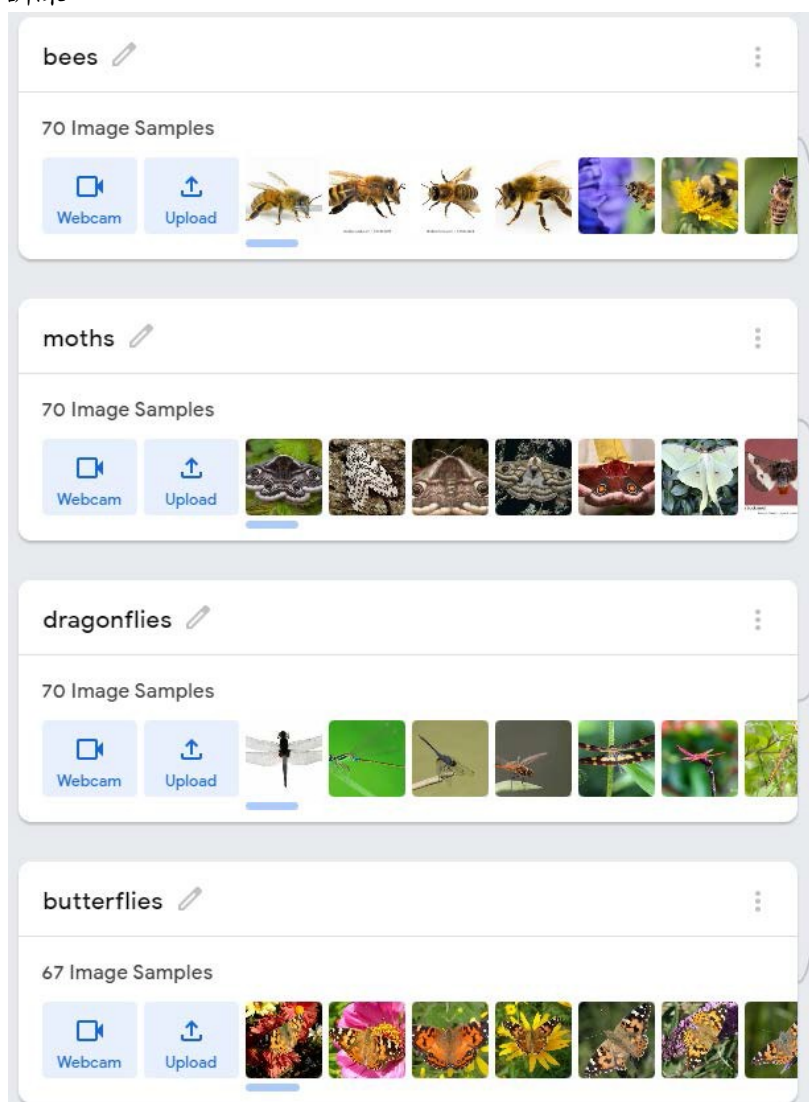 bees
70 Image Samples
Webcam
Upload
moths
70 Image Samples
Webcam
Upload
dragonflies
70 Image Samples
Webcam
Upload
butterflies
67 Image Samples
Webcam
Upload